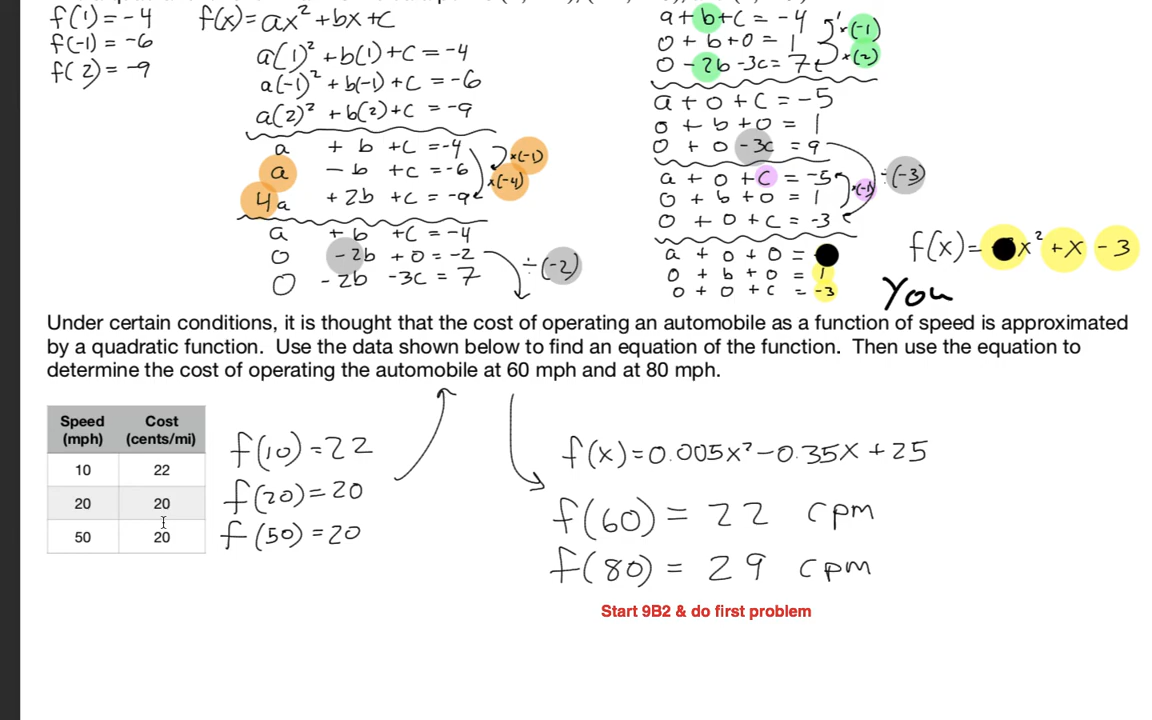 f(1) = -4
f(-1) = -6
f(2) = -9
f(x) = ax² + bx + c
a(1)² + b(1) + c = -4
a(-1)² + b(-1) + c = -6
a(2)² + b(2) + c = -9
a + b + c = -4
a - b + c = -6
4a + 2b + c = -9
×(-1)
×(-4)
a + b + c = -4
0 - 2b + 0 = -2
0 - 2b - 3c = 7
÷(-2)
a + b + c = -4
0 + b + 0 = 1
0 - 2b - 3c = 7
×(-1)
×(2)
a + 0 + c = -5
0 + b + 0 = 1
0 + 0 - 3c = 9
÷(-3)
a + 0 + c = -5
0 + b + 0 = 1
0 + 0 + c = -3
×(-1)
a + 0 + 0 =
0 + b + 0 = 1
0 + 0 + c = -3
f(x) = x² + x - 3
You
Under certain conditions, it is thought that the cost of operating an automobile as a function of speed is approximated
by a quadratic function. Use the data shown below to find an equation of the function. Then use the equation to
determine the cost of operating the automobile at 60 mph and at 80 mph.
Speed (mph) Cost (cents/mi)
10 22
20 20
50 20
f(10) = 22
f(20) = 20
f(50) = 20
f(x) = 0.005x² - 0.35x + 25
f(60) = 22 cpm
f(80) = 29 cpm
Start 9B2 & do first problem